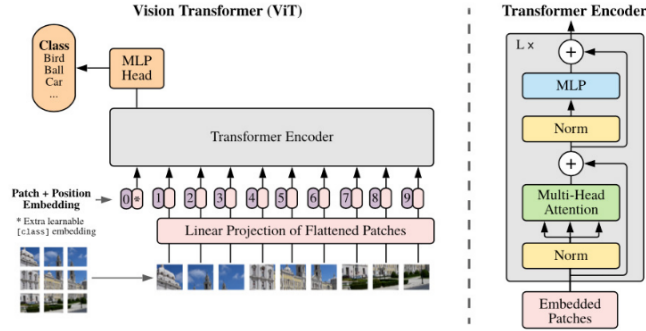 Vision Transformer (ViT)
Class
Bird
Ball
Car
...
MLP
Head
Transformer Encoder
Patch + Position
Embedding
0 * 1 2 3 4 5 6 7 8 9
* Extra learnable
[class] embedding
Linear Projection of Flattened Patches
Transformer Encoder
L x
+
MLP
Norm
+
Multi-Head
Attention
Norm
Embedded
Patches